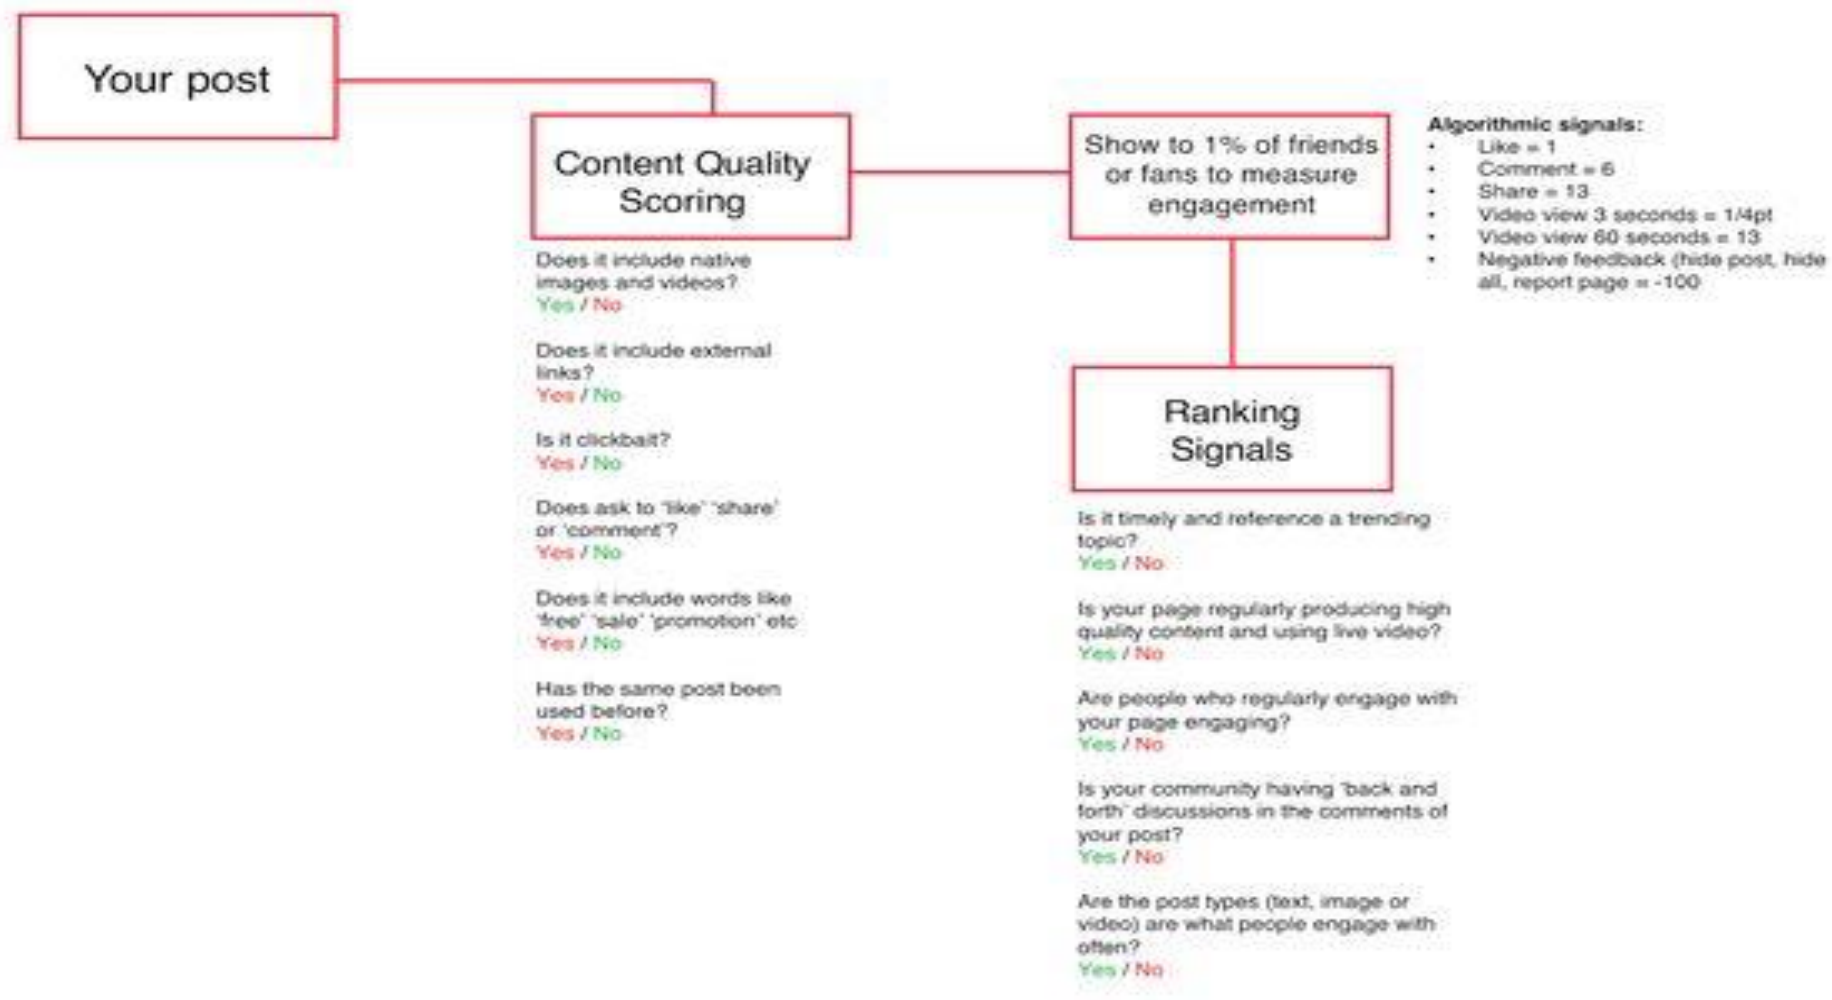 Your post
Content Quality
Scoring
Does it include native
images and videos?
Yes / No
Does it include external
links?
Yes / No
Is it clickbait?
Yes / No
Does ask to 'like' 'share'
or 'comment'?
Yes / No
Does it include words like
'free' 'sale' 'promotion' etc
Yes / No
Has the same post been
used before?
Yes / No
Show to 1% of friends
or fans to measure
engagement
Algorithmic signals:
• Like = 1
• Comment = 6
• Share = 13
• Video view 3 seconds = 1/4pt
• Video view 60 seconds = 13
• Negative feedback (hide post, hide
all, report page = -100
Ranking
Signals
Is it timely and reference a trending
topic?
Yes / No
Is your page regularly producing high
quality content and using live video?
Yes / No
Are people who regularly engage with
your page engaging?
Yes / No
Is your community having 'back and
forth' discussions in the comments of
your post?
Yes / No
Are the post types (text, image or
video) are what people engage with
often?
Yes / No